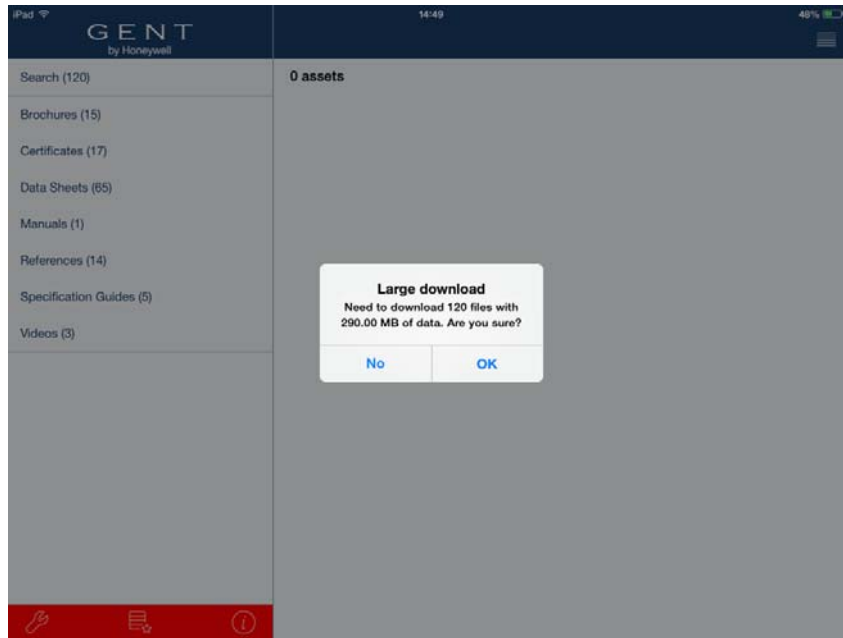 iPad 14:49 48%
GENT
by Honeywell
Search (120)
0 assets
Brochures (15)
Certificates (17)
Data Sheets (65)
Manuals (1)
References (14)
Specification Guides (5)
Videos (3)
Large download
Need to download 120 files with
290.00 MB of data. Are you sure?
No OK